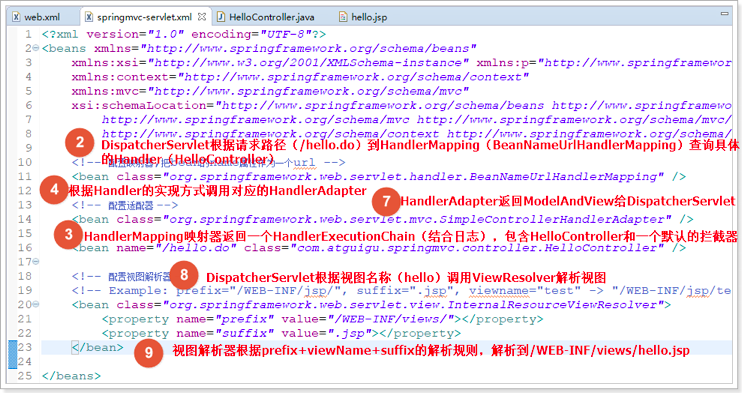 web.xml springmvc-servlet.xml HelloController.java hello.jsp
1 <?xml version="1.0" encoding="UTF-8"?>
2 <beans xmlns="http://www.springframework.org/schema/beans"
3 xmlns:xsi="http://www.w3.org/2001/XMLSchema-instance" xmlns:p="http://www.springframewor
4 xmlns:context="http://www.springframework.org/schema/context"
5 xmlns:mvc="http://www.springframework.org/schema/mvc"
6 xsi:schemaLocation="http://www.springframework.org/schema/beans http://www.springframewor
7 http://www.springframework.org/schema/mvc http://www.springframework.org/schema/
8 http://www.springframework.org/schema/context http://www.springframework.org/schema/
2 DispatcherServlet根据请求路径（/hello.do）到HandlerMapping（BeanNameUrlHandlerMapping）查询具体
的Handler（HelloController）
10 <!-- url -->
11 <bean class="org.springframework.web.servlet.handler.BeanNameUrlHandlerMapping" />
12
4 根据Handler的实现方式调用对应的HandlerAdapter
7 HandlerAdapter返回ModelAndView给DispatcherServlet
13 <!-- 配置适配器 -->
14 <bean class="org.springframework.web.servlet.mvc.SimpleControllerHandlerAdapter" />
3 HandlerMapping映射器返回一个HandlerExecutionChain（结合日志），包含HelloController和一个默认的拦截器
16 <bean name="/hello.do" class="com.atguigu.springmvc.controller.HelloController" />
17
8 DispatcherServlet根据视图名称（hello）调用ViewResolver解析视图
18 <!-- 配置视图解析器
19 <!-- Example: prefix="/WEB-INF/jsp/", suffix=".jsp", viewname="test" -> "/WEB-INF/jsp/te
20 <bean class="org.springframework.web.servlet.view.InternalResourceViewResolver">
21 <property name="prefix" value="/WEB-INF/views/"></property>
22 <property name="suffix" value=".jsp"></property>
23 </bean>
9 视图解析器根据prefix+viewName+suffix的解析规则，解析到/WEB-INF/views/hello.jsp
24
25 </beans>